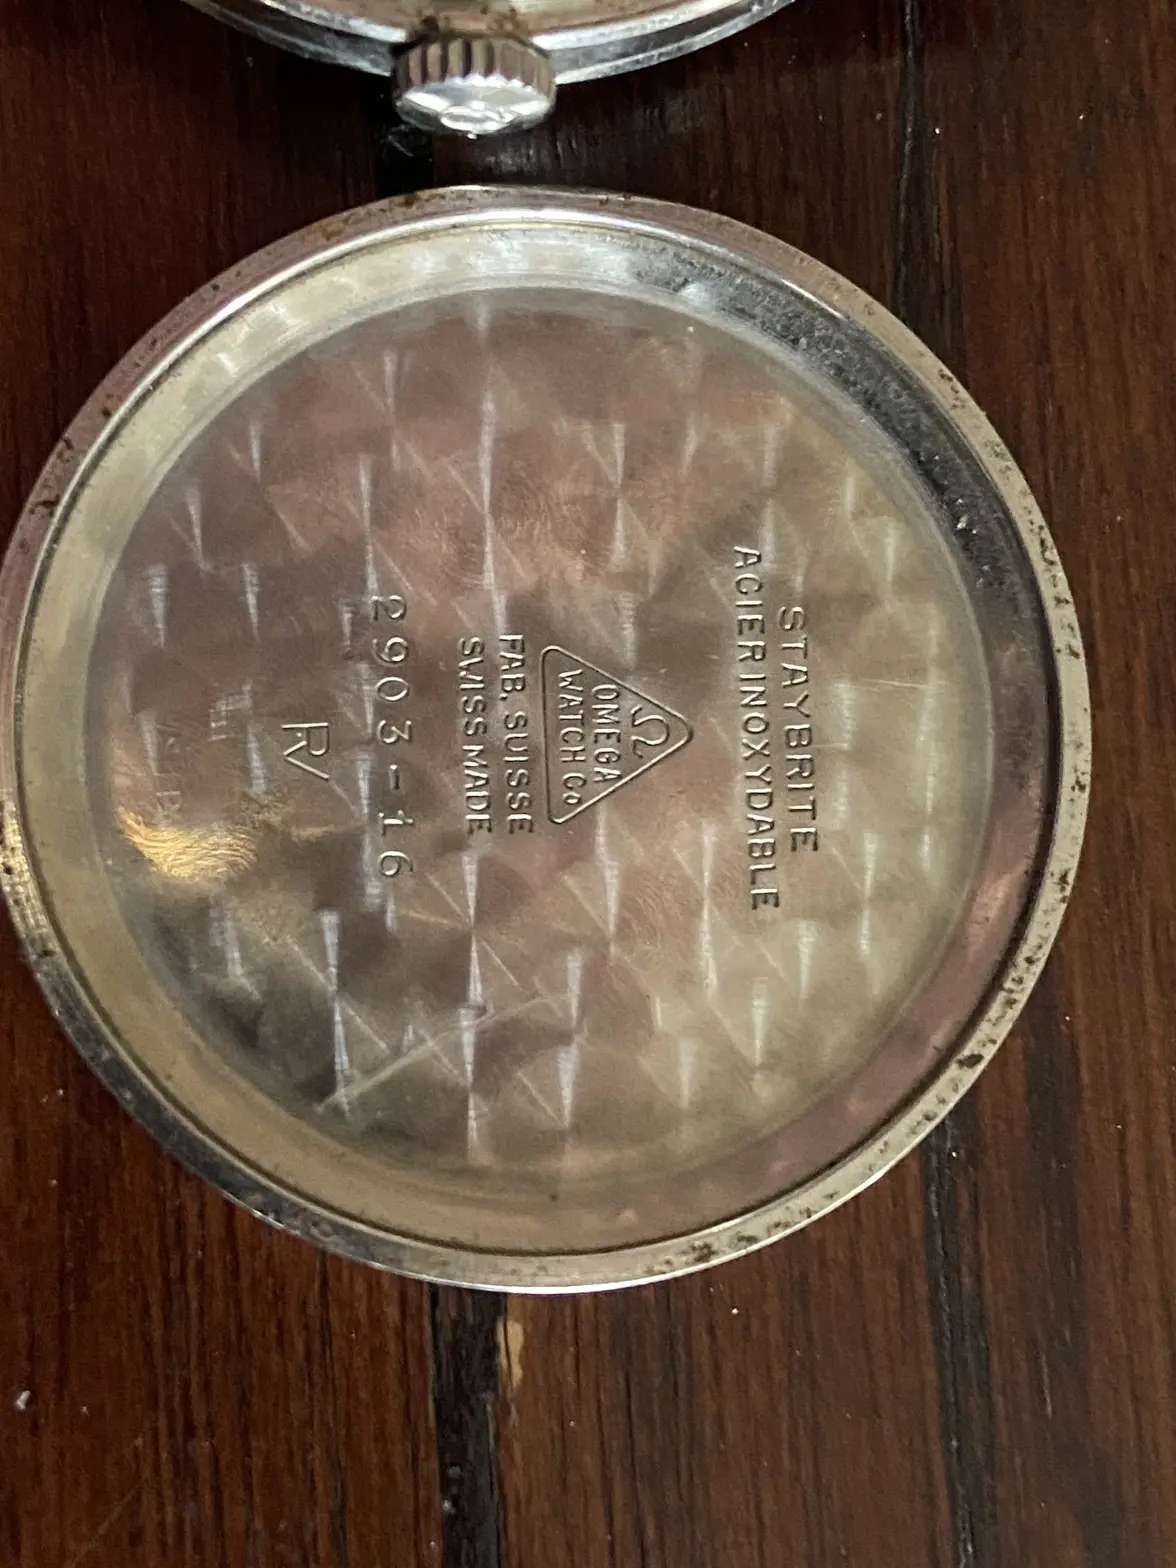 STAYBRITE
ACIER INOXYDABLE
Ω
OMEGA
WATCH Co
FAB. SUISSE
SWISS MADE
2903-16
R